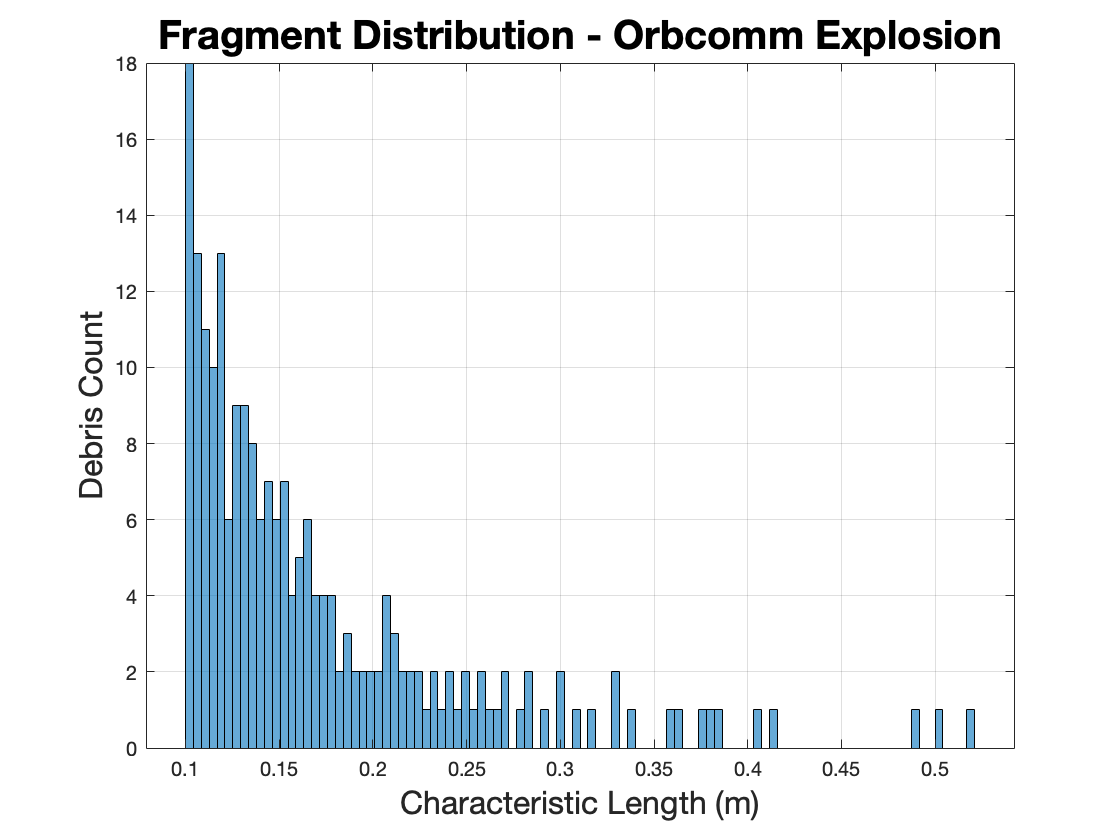 Fragment Distribution - Orbcomm Explosion
18
16
14
12
10
8
6
4
2
0
Debris Count
0.1 0.15 0.2 0.25 0.3 0.35 0.4 0.45 0.5
Characteristic Length (m)